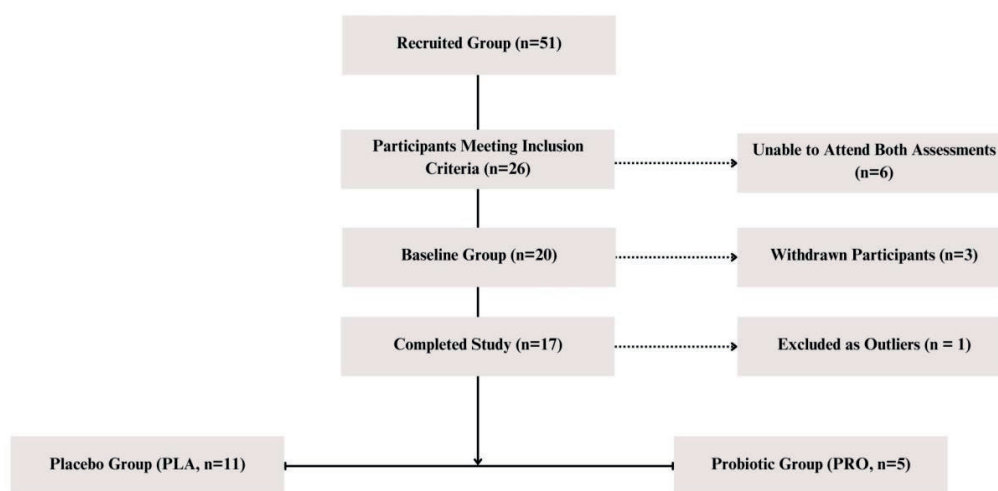 Recruited Group (n=51)
Participants Meeting Inclusion
Criteria (n=26)
Unable to Attend Both Assessments
(n=6)
Baseline Group (n=20)
Withdrawn Participants (n=3)
Completed Study (n=17)
Excluded as Outliers (n = 1)
Placebo Group (PLA, n=11)
Probiotic Group (PRO, n=5)